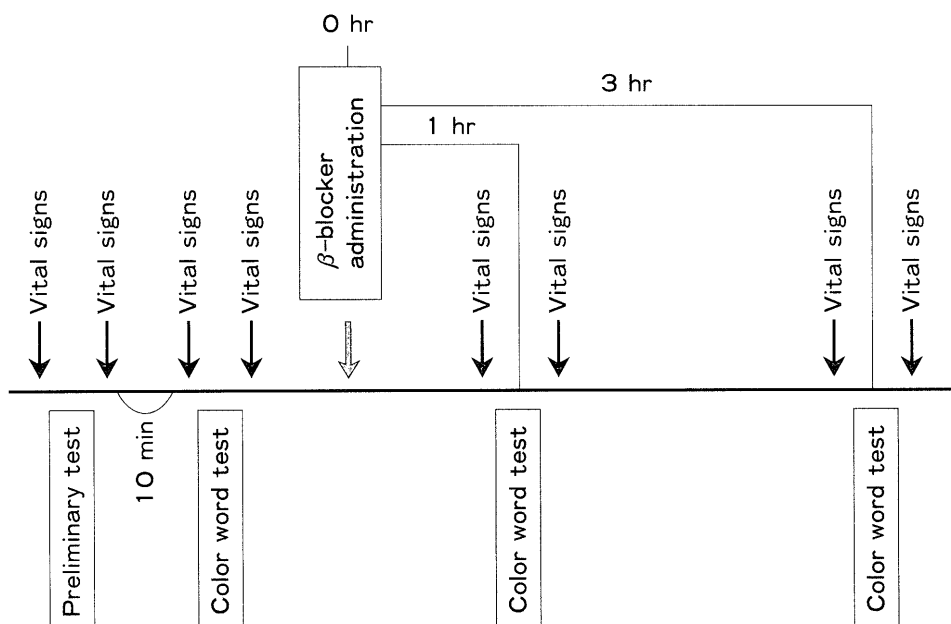 0 hr
3 hr
1 hr
β-blocker
administration
Vital signs
Vital signs
Vital signs
Vital signs
Vital signs
Vital signs
Vital signs
Vital signs
Preliminary test
10 min
Color word test
Color word test
Color word test